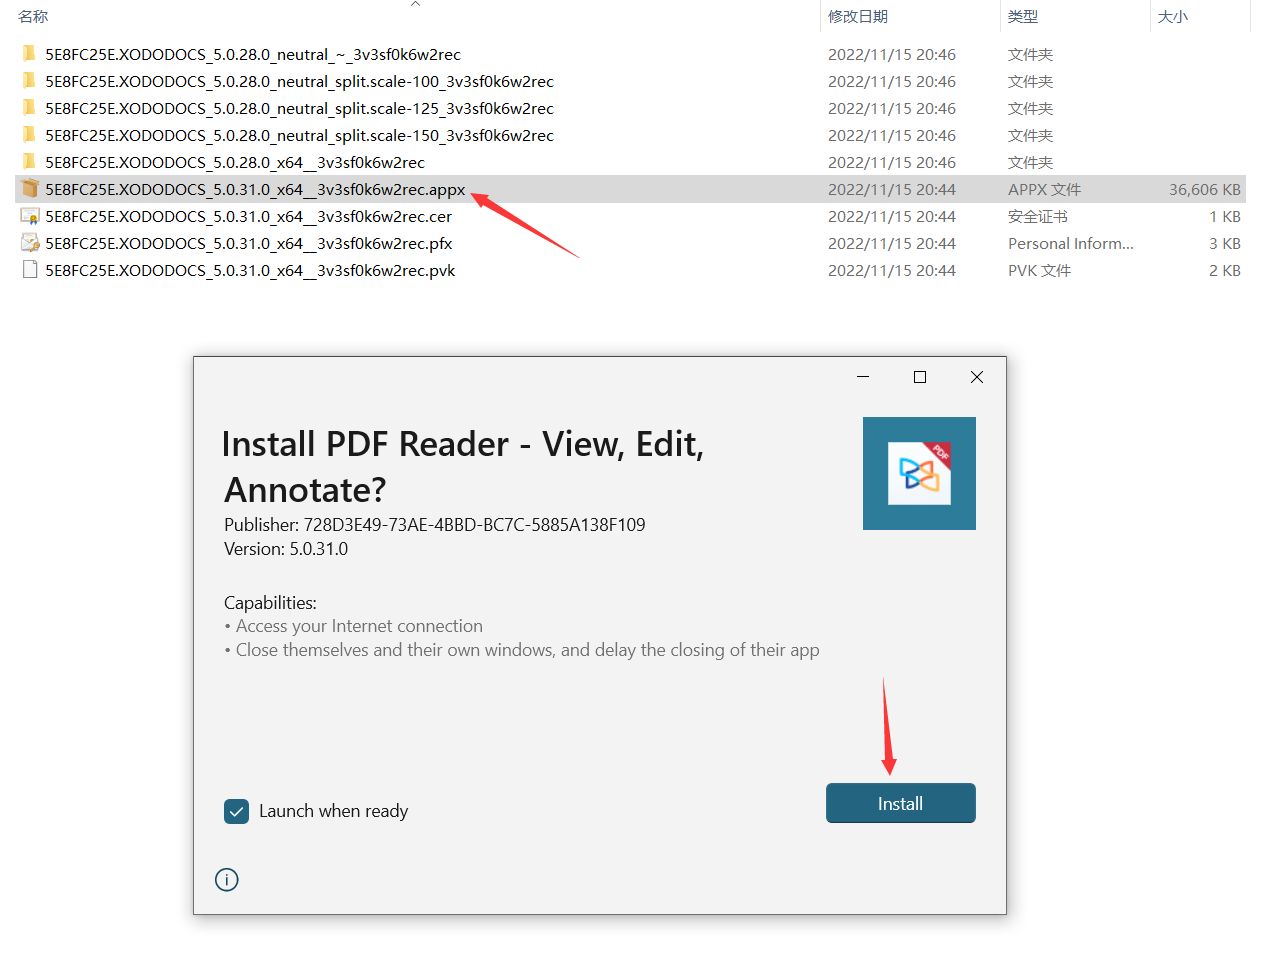 名称 修改日期 类型 大小
5E8FC25E.XODODOCS_5.0.28.0_neutral_~_3v3sf0k6w2rec 2022/11/15 20:46 文件夹
5E8FC25E.XODODOCS_5.0.28.0_neutral_split.scale-100_3v3sf0k6w2rec 2022/11/15 20:46 文件夹
5E8FC25E.XODODOCS_5.0.28.0_neutral_split.scale-125_3v3sf0k6w2rec 2022/11/15 20:46 文件夹
5E8FC25E.XODODOCS_5.0.28.0_neutral_split.scale-150_3v3sf0k6w2rec 2022/11/15 20:46 文件夹
5E8FC25E.XODODOCS_5.0.28.0_x64__3v3sf0k6w2rec 2022/11/15 20:46 文件夹
5E8FC25E.XODODOCS_5.0.31.0_x64__3v3sf0k6w2rec.appx 2022/11/15 20:44 APPX 文件 36,606 KB
5E8FC25E.XODODOCS_5.0.31.0_x64__3v3sf0k6w2rec.cer 2022/11/15 20:44 安全证书 1 KB
5E8FC25E.XODODOCS_5.0.31.0_x64__3v3sf0k6w2rec.pfx 2022/11/15 20:44 Personal Inform... 3 KB
5E8FC25E.XODODOCS_5.0.31.0_x64__3v3sf0k6w2rec.pvk 2022/11/15 20:44 PVK 文件 2 KB
Install PDF Reader - View, Edit,
Annotate?
PDF
Publisher: 728D3E49-73AE-4BBD-BC7C-5885A138F109
Version: 5.0.31.0
Capabilities:
• Access your Internet connection
• Close themselves and their own windows, and delay the closing of their app
Launch when ready
Install